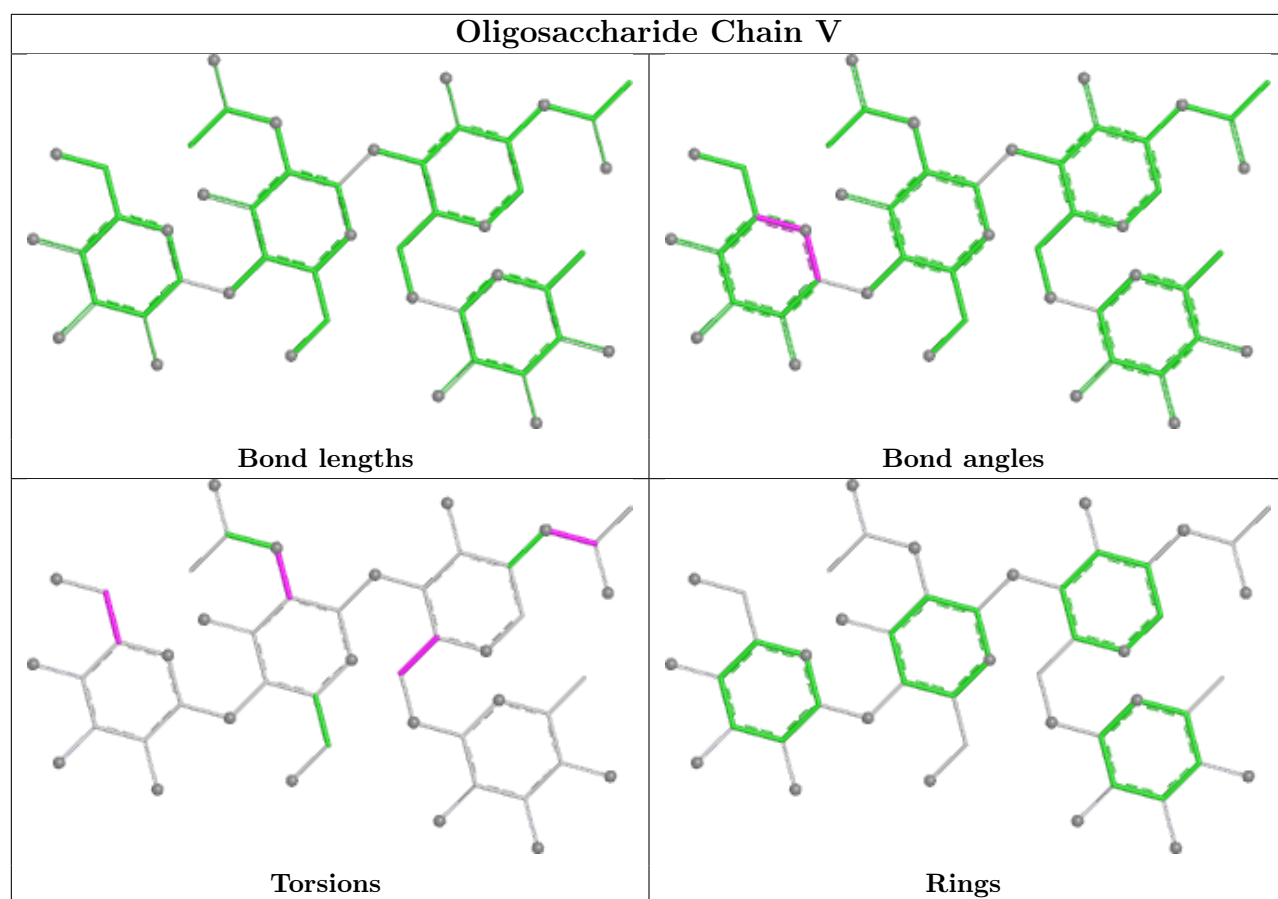 Oligosaccharide Chain V
Bond lengths
Bond angles
Torsions
Rings